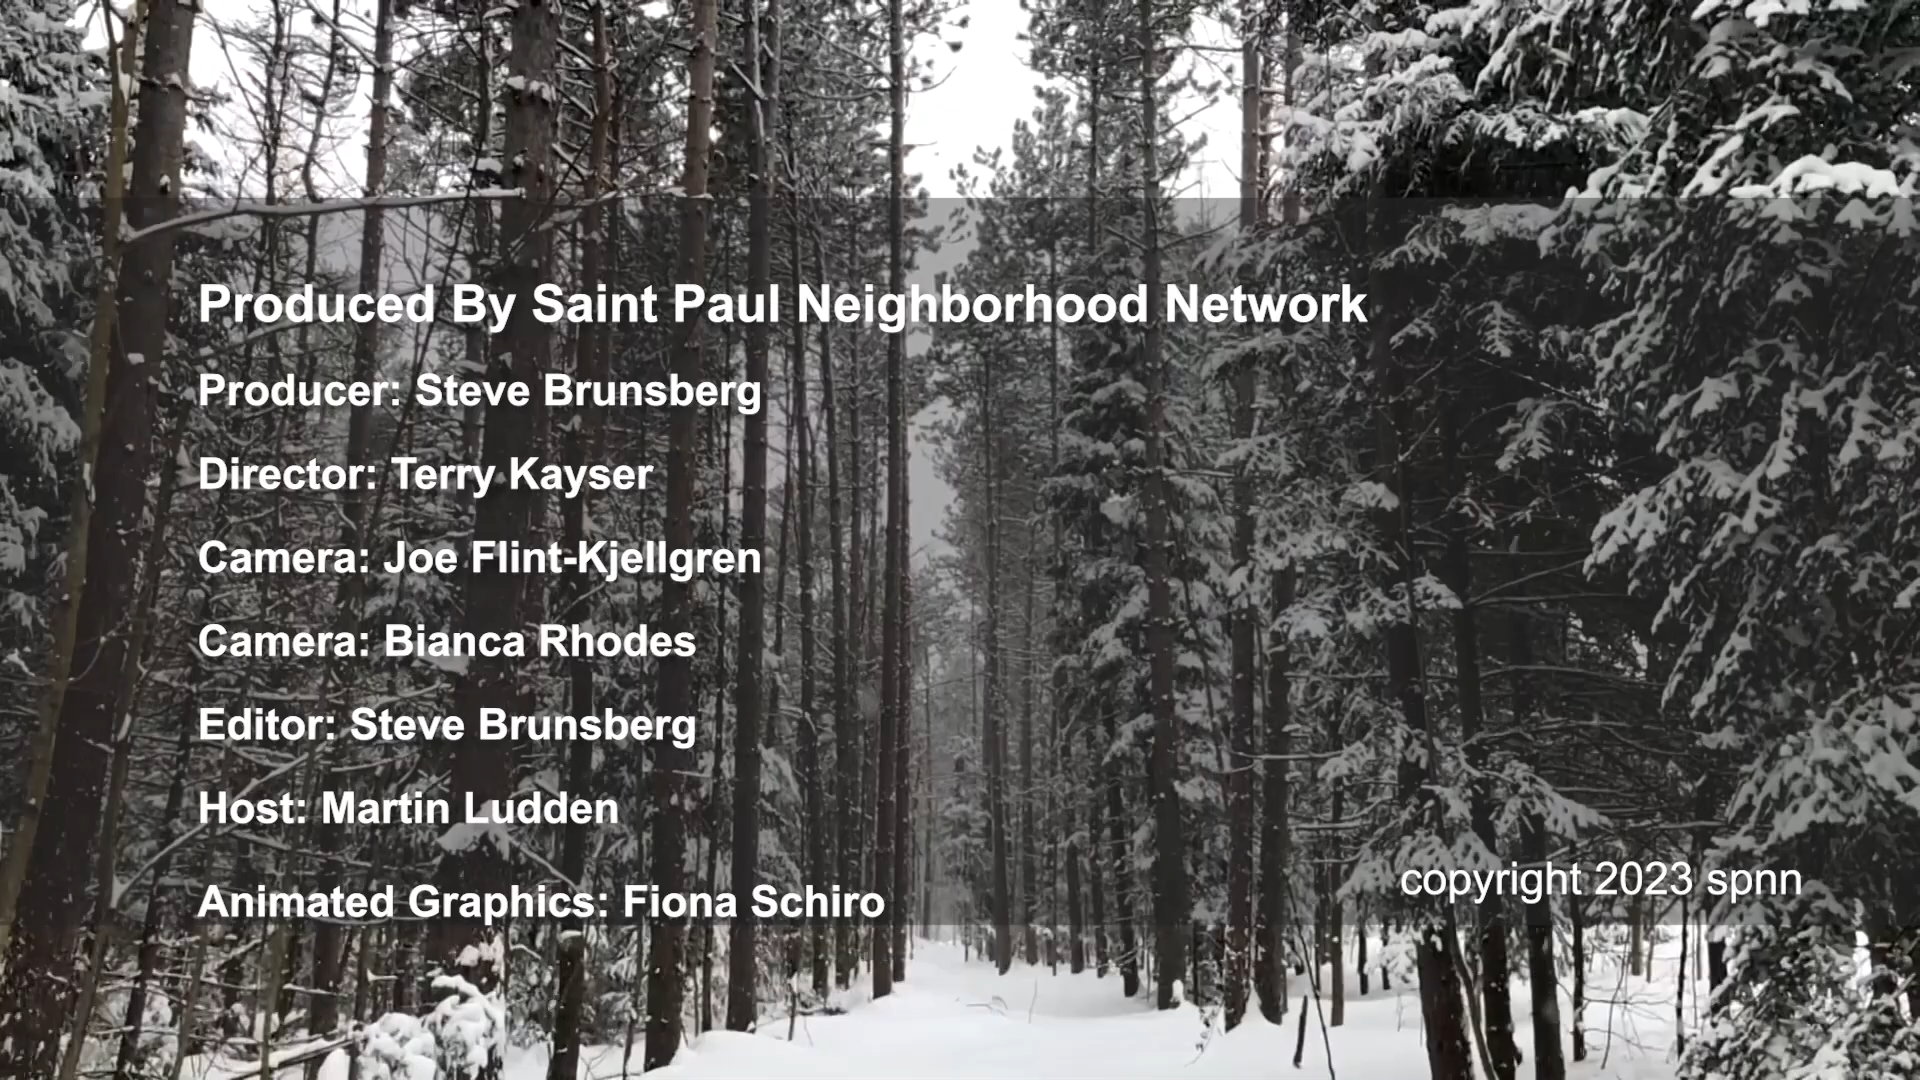 Produced By Saint Paul Neighborhood Network
Producer: Steve Brunsberg
Director: Terry Kayser
Camera: Joe Flint-Kjellgren
Camera: Bianca Rhodes
Editor: Steve Brunsberg
Host: Martin Ludden
Animated Graphics: Fiona Schiro
copyright 2023 spnn